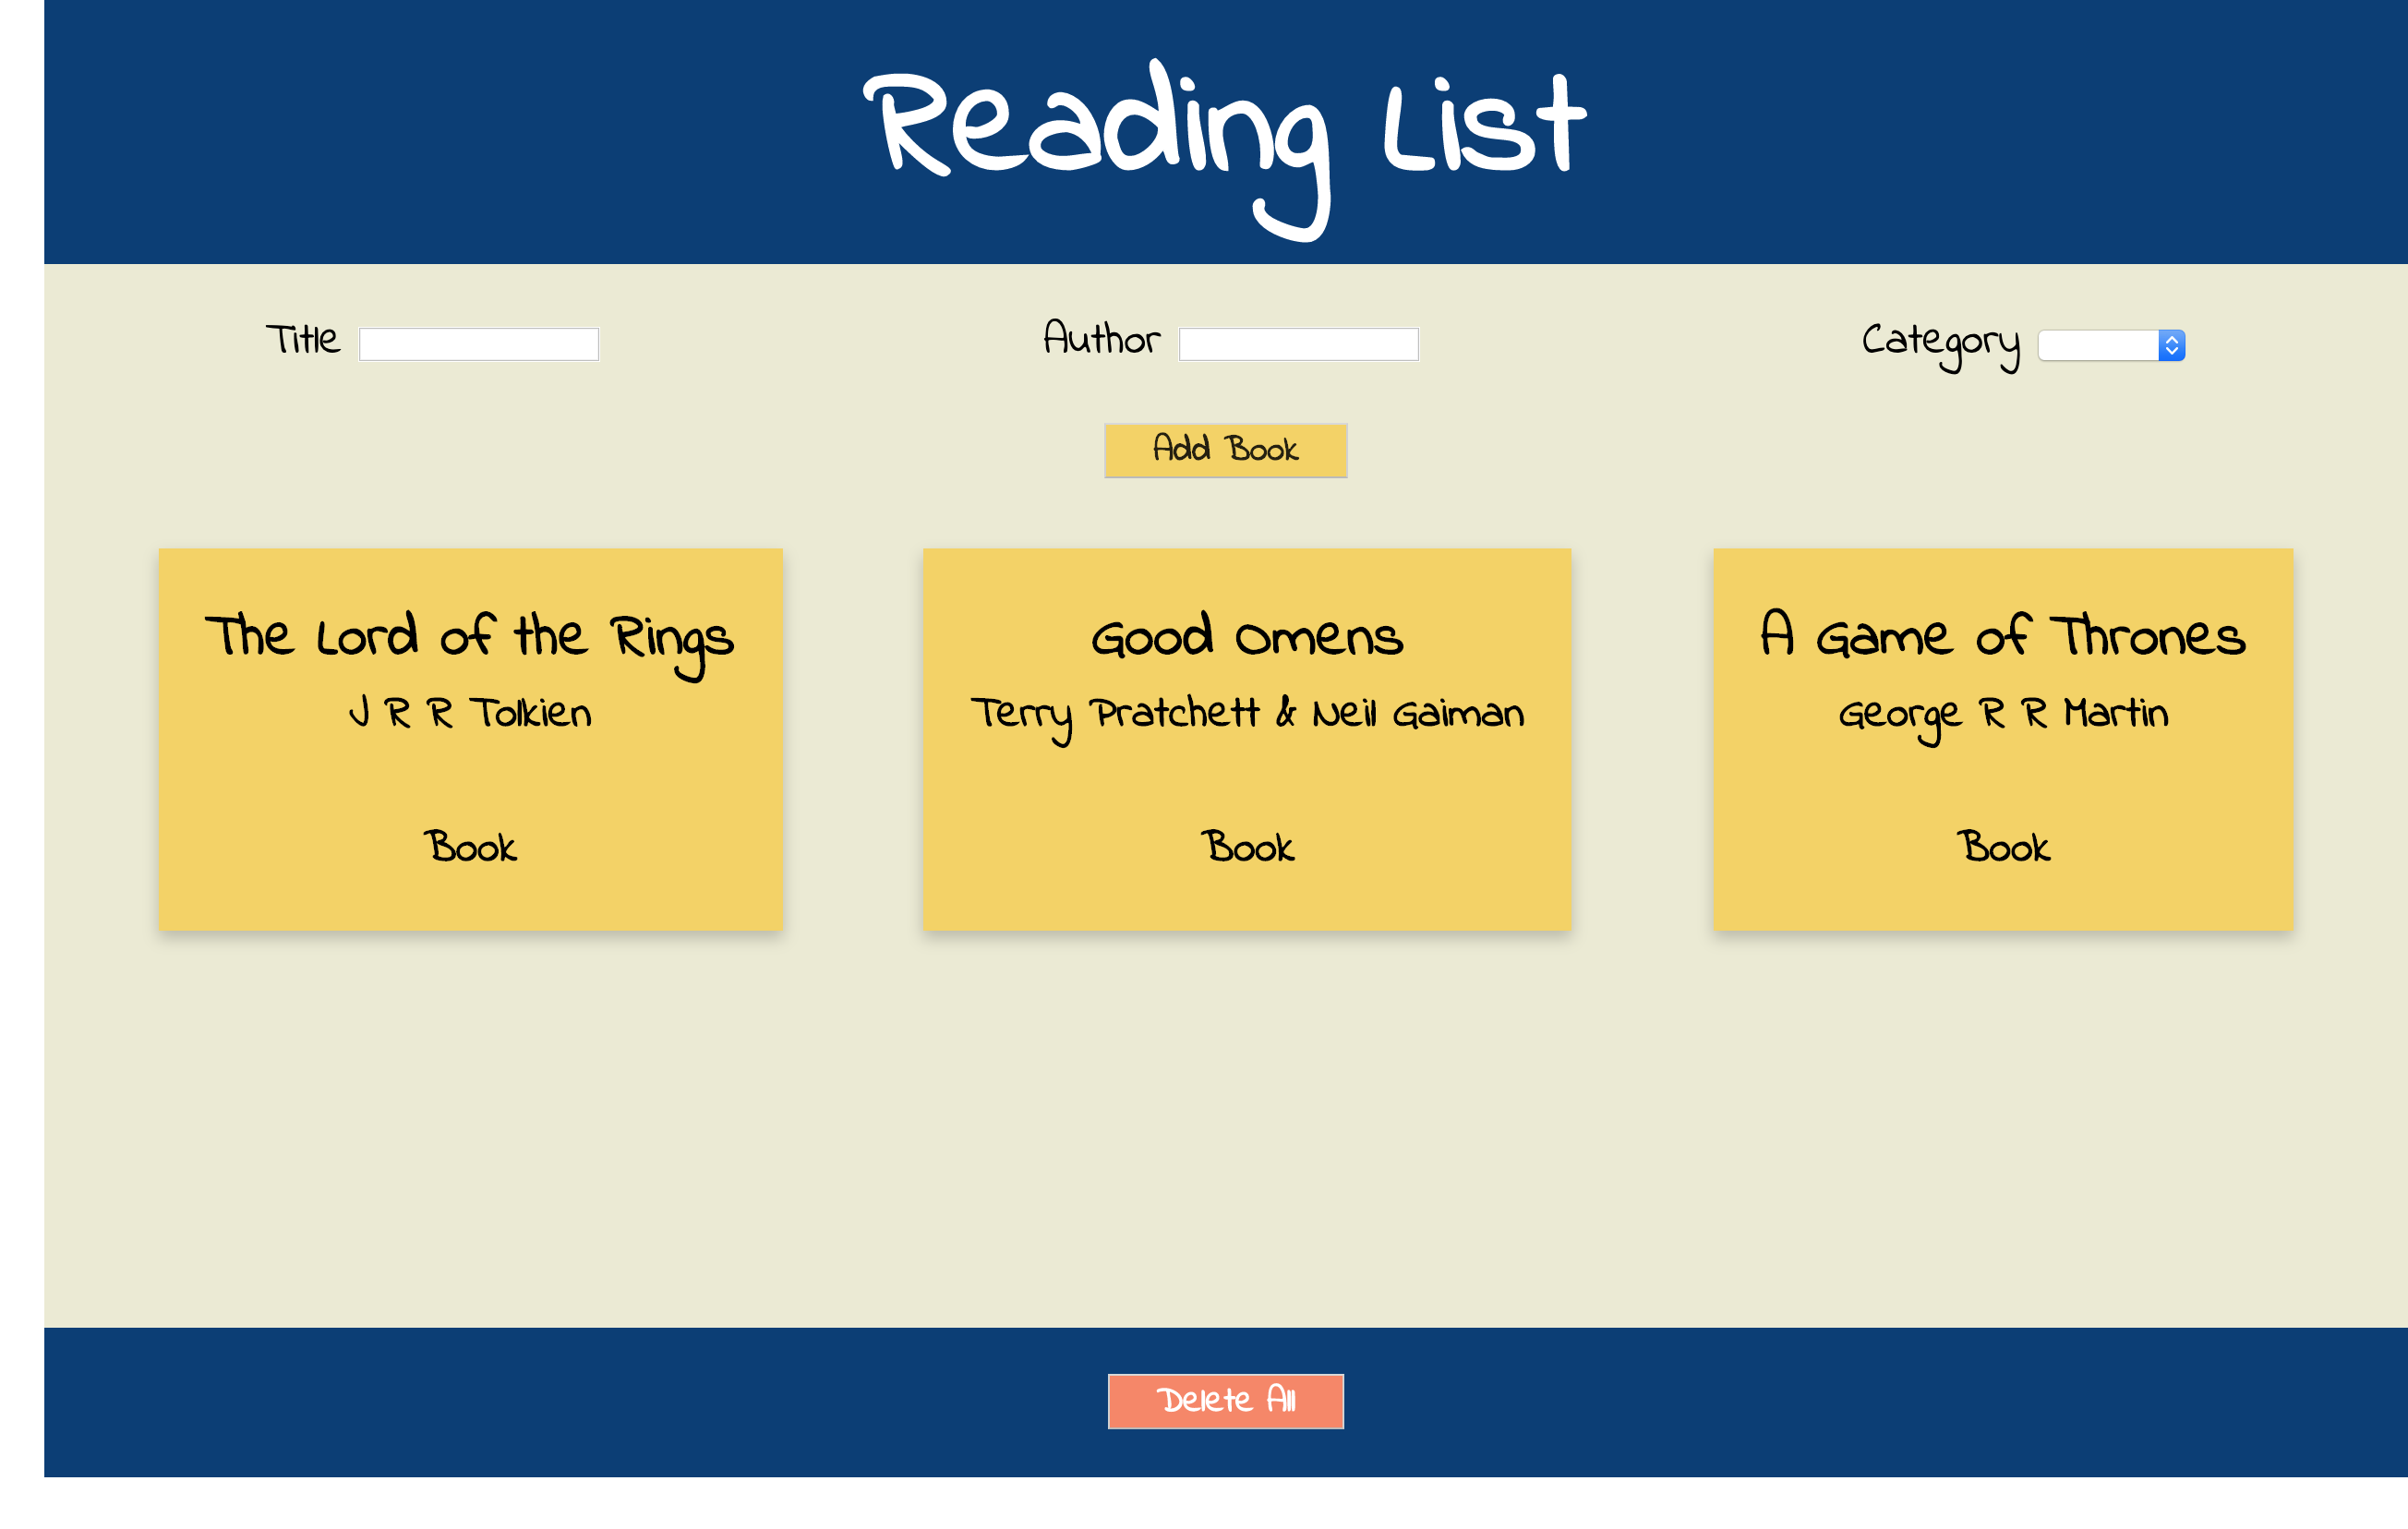 Reading List
Title
Author
Category
Add Book
The Lord of the Rings
J R R Tolkien
Book
Good Omens
Terry Pratchett & Neil Gaiman
Book
A Game of Thrones
George R R Martin
Book
Delete All